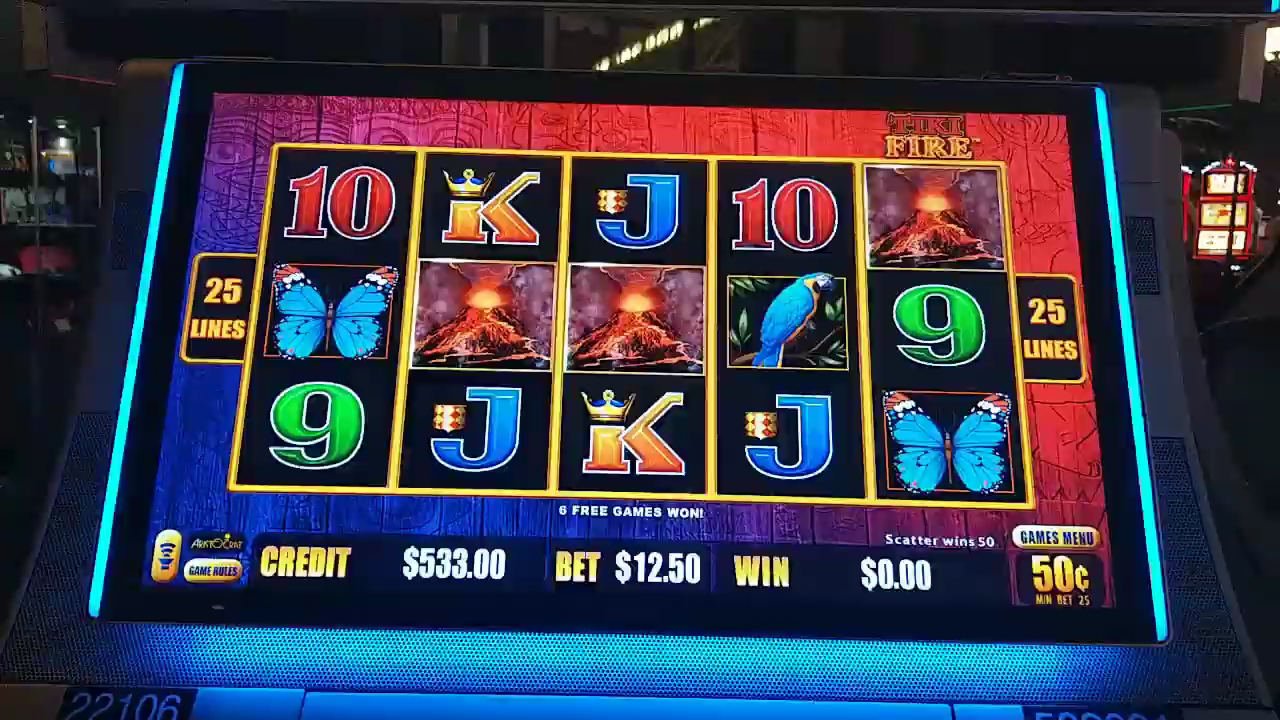 TIKI
FIRE
10 K J 10
25
LINES
9
25
LINES
9 J K J
6 FREE GAMES WON!
Scatter wins 50
ARISTOCRAT
GAME RULES
CREDIT $533.00 BET $12.50 WIN $0.00
GAMES MENU
50¢
MIN BET 25
22106